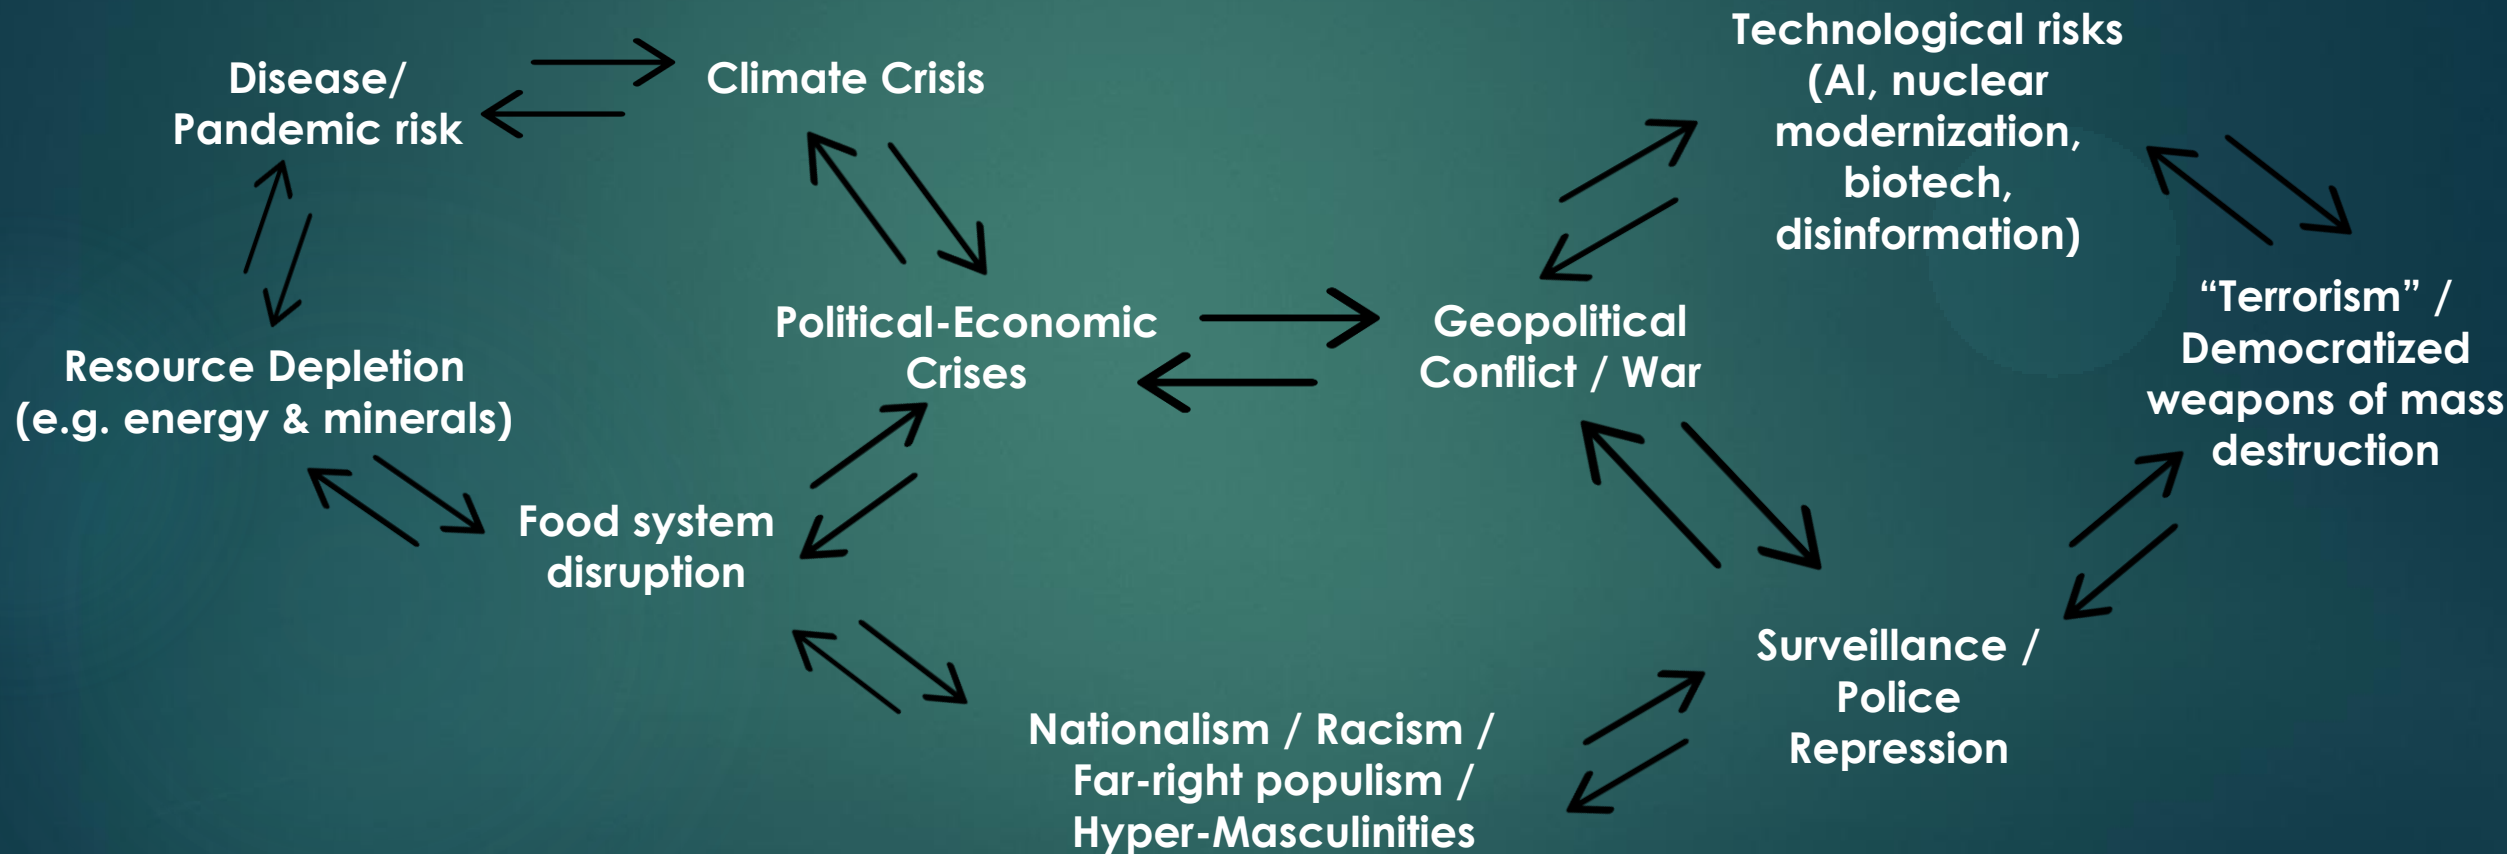 Disease/
Pandemic risk
Climate Crisis
Technological risks
(AI, nuclear
modernization,
biotech,
disinformation)
“Terrorism” /
Democratized
weapons of mass
destruction
Political-Economic
Crises
Geopolitical
Conflict / War
Resource Depletion
(e.g. energy & minerals)
Food system
disruption
Surveillance /
Police
Repression
Nationalism / Racism /
Far-right populism /
Hyper-Masculinities